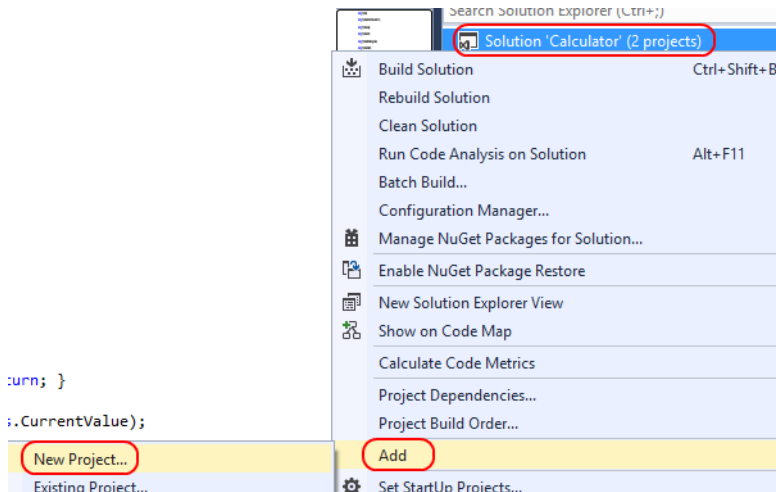 Search Solution Explorer (Ctrl+;)
Solution 'Calculator' (2 projects)
Build Solution Ctrl+Shift+B
Rebuild Solution
Clean Solution
Run Code Analysis on Solution Alt+F11
Batch Build...
Configuration Manager...
Manage NuGet Packages for Solution...
Enable NuGet Package Restore
New Solution Explorer View
Show on Code Map
Calculate Code Metrics
turn; }
Project Dependencies...
s.CurrentValue);
Project Build Order...
Add
New Project...
Existing Project...
Set StartUp Projects...